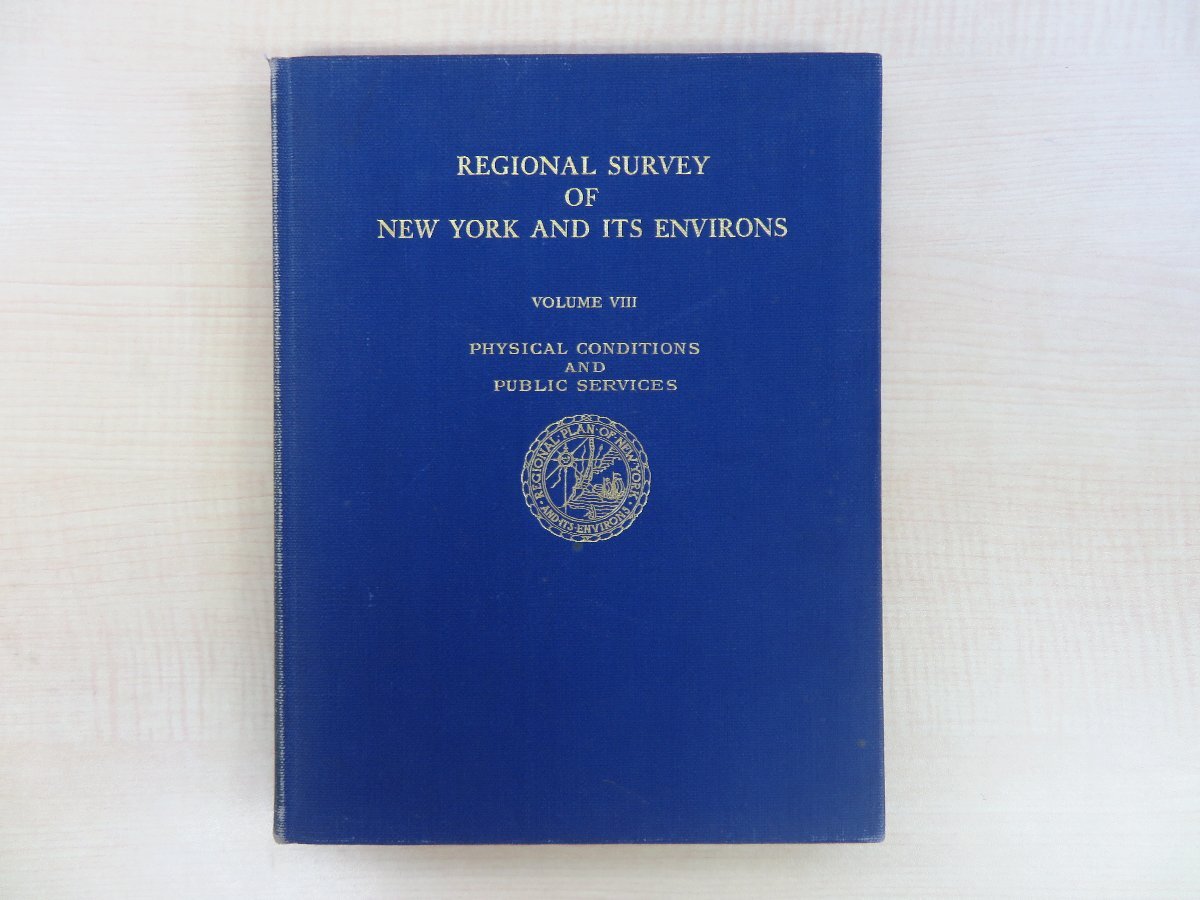 REGIONAL SURVEY
OF
NEW YORK AND ITS ENVIRONS
VOLUME VIII
PHYSICAL CONDITIONS
AND
PUBLIC SERVICES
REGIONAL·PLAN·OF·NEW·YORK
·AND·ITS·ENVIRONS·